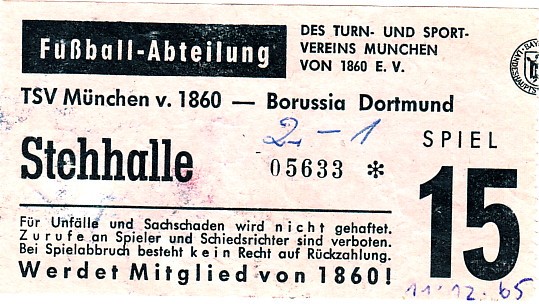 Fußball-Abteilung
DES TURN- UND SPORT-
VEREINS MUNCHEN
VON 1860 E. V.
TSV München v. 1860 — Borussia Dortmund
2-1
Stehhalle
05633 *
SPIEL
15
Für Unfälle und Sachschaden wird nicht gehaftet.
Zurufe an Spieler und Schiedsrichter sind verboten.
Bei Spielabbruch besteht kein Recht auf Rückzahlung.
Werdet Mitglied von 1860!
11.12.65